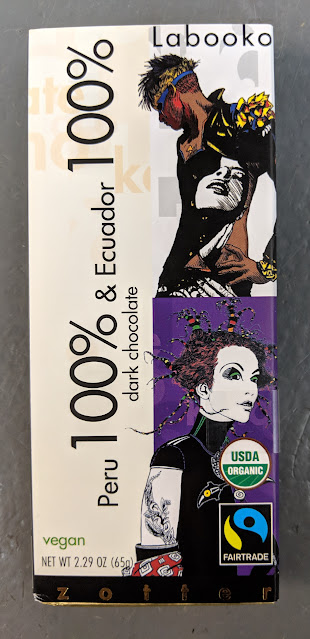 Labooko
Peru 100% & Ecuador 100%
dark chocolate
USDA
ORGANIC
FAIRTRADE
vegan
NET WT 2.29 OZ (65g)
zotter